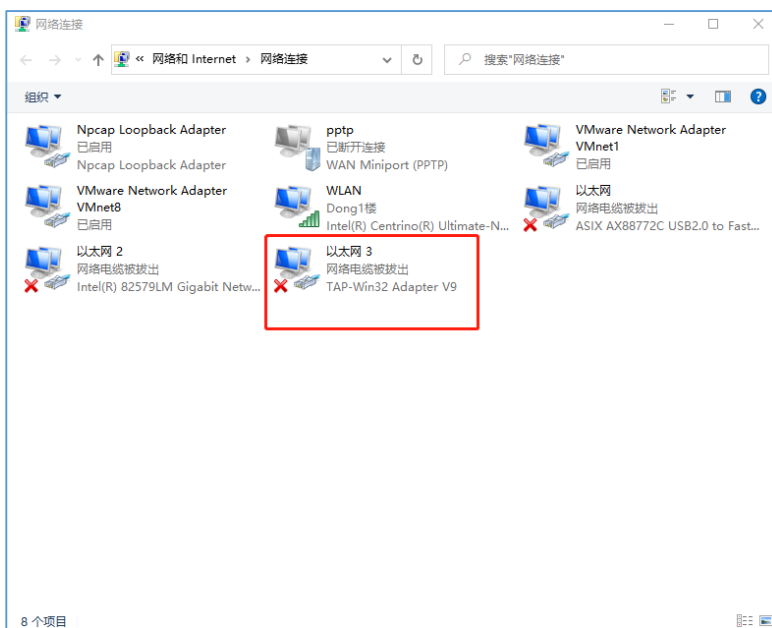 网络连接
« 网络和 Internet › 网络连接
搜索"网络连接"
组织
Npcap Loopback Adapter
已启用
Npcap Loopback Adapter
pptp
已断开连接
WAN Miniport (PPTP)
VMware Network Adapter
VMnet1
已启用
VMware Network Adapter
VMnet8
已启用
WLAN
Dong1楼
Intel(R) Centrino(R) Ultimate-N...
以太网
网络电缆被拔出
ASIX AX88772C USB2.0 to Fast...
以太网 2
网络电缆被拔出
Intel(R) 82579LM Gigabit Netw...
以太网 3
网络电缆被拔出
TAP-Win32 Adapter V9
8 个项目